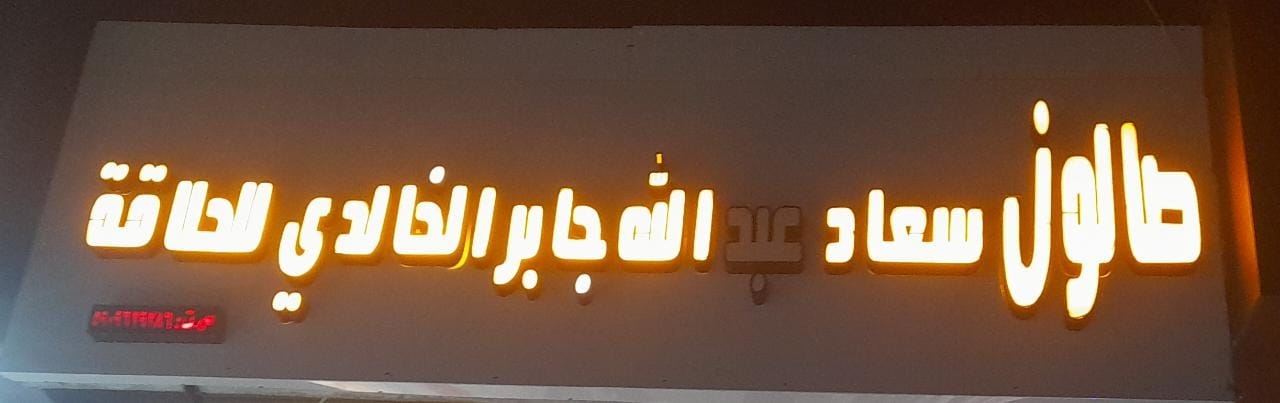 صالون سعاد عبد الله جابر الخالدي للحلاقة